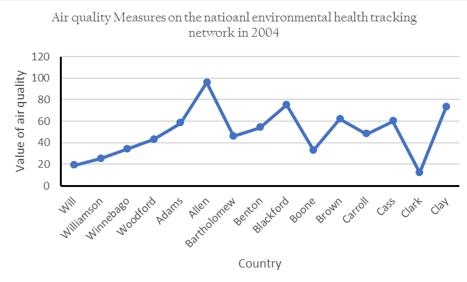 Air quality Measures on the natioanl environmental health tracking
network in 2004
120
100
80
60
40
20
0
Value of air quality
Will
Williamson
Winnebago
Woodford
Adams
Allen
Bartholomew
Benton
Blackford
Boone
Brown
Carroll
Cass
Clark
Clay
Country